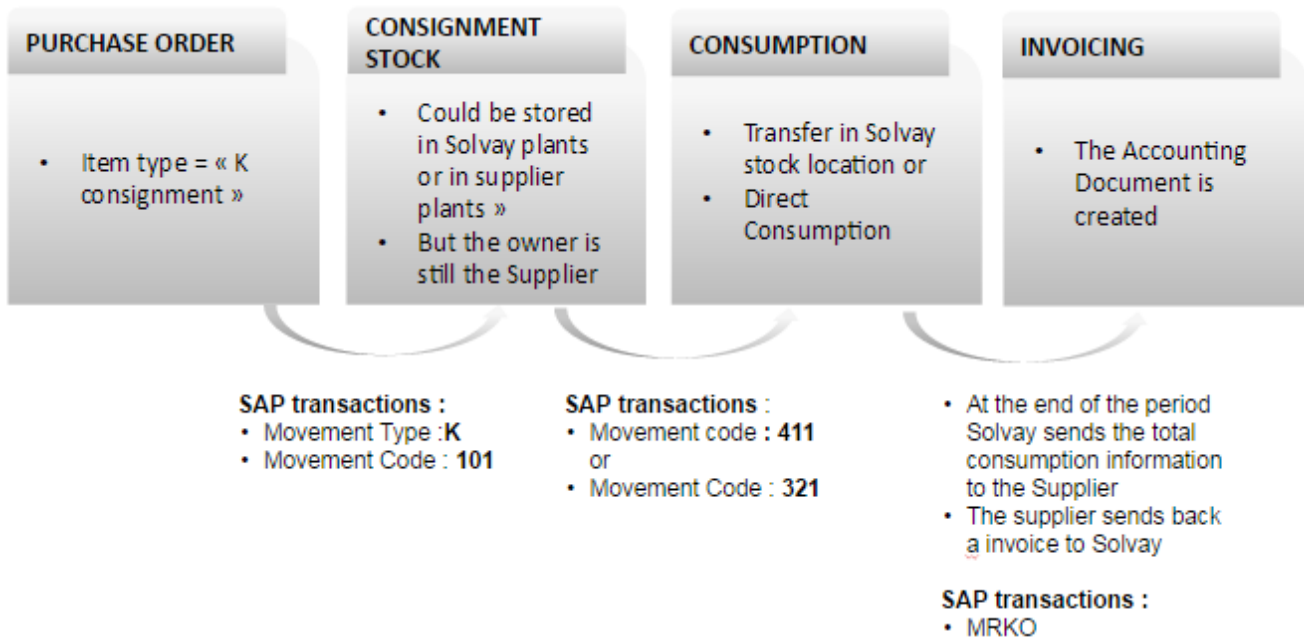 PURCHASE ORDER
• Item type = « K
consignment »
CONSIGNMENT
STOCK
• Could be stored
in Solvay plants
or in supplier
plants »
• But the owner is
still the Supplier
CONSUMPTION
• Transfer in Solvay
stock location or
• Direct
Consumption
INVOICING
• The Accounting
Document is
created
SAP transactions :
• Movement Type :K
• Movement Code : 101
SAP transactions :
• Movement code : 411
or
• Movement Code : 321
• At the end of the period
Solvay sends the total
consumption information
to the Supplier
• The supplier sends back
a invoice to Solvay
SAP transactions :
• MRKO